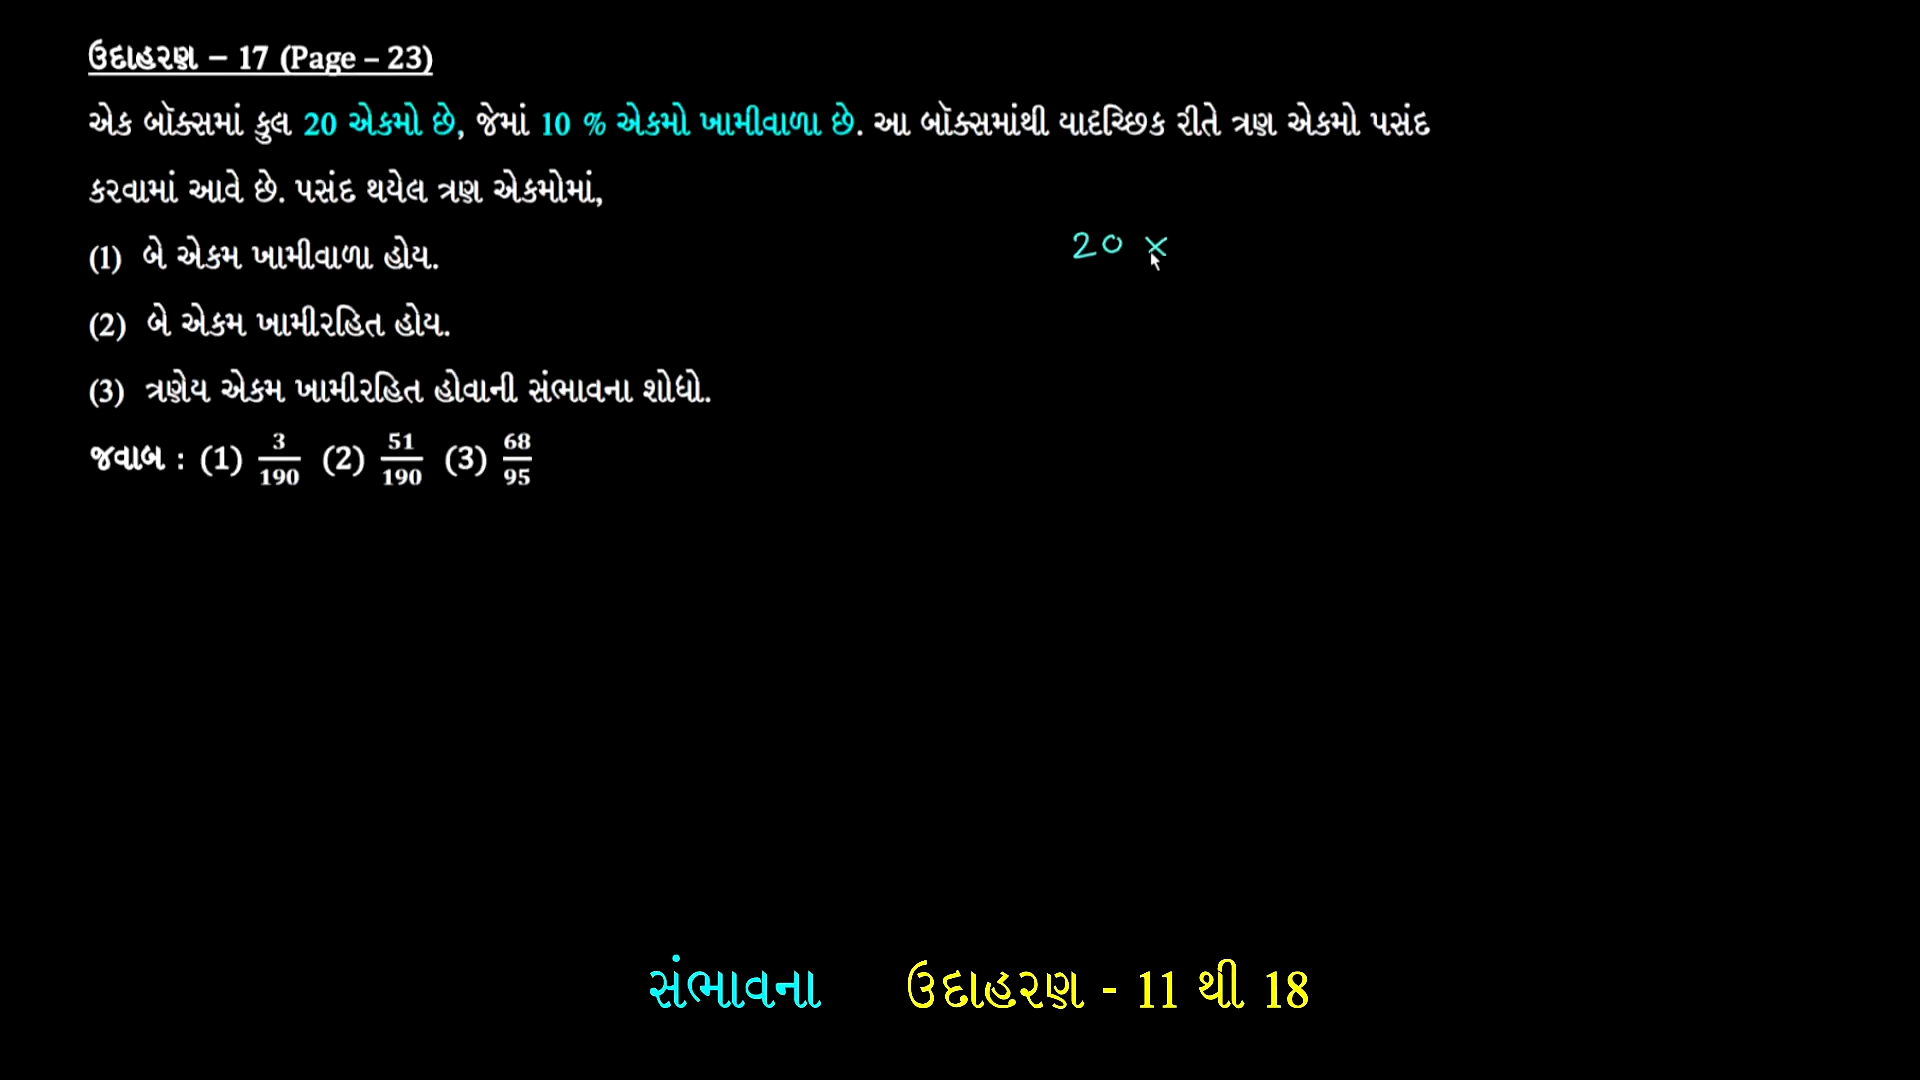 ઉદાહરણ – 17 (Page – 23)
એક બૉક્સમાં કુલ 20 એકમો છે, જેમાં 10 % એકમો ખામીવાળા છે. આ બૉક્સમાંથી યાદચ્છિક રીતે ત્રણ એકમો પસંદ
કરવામાં આવે છે. પસંદ થયેલ ત્રણ એકમોમાં,
20 ×
(1) બે એકમ ખામીવાળા હોય.
(2) બે એકમ ખામીરહિત હોય.
(3) ત્રણેય એકમ ખામીરહિત હોવાની સંભાવના શોધો.
જવાબ : (1) 3/190 (2) 51/190 (3) 68/95
સંભાવના ઉદાહરણ - 11 થી 18